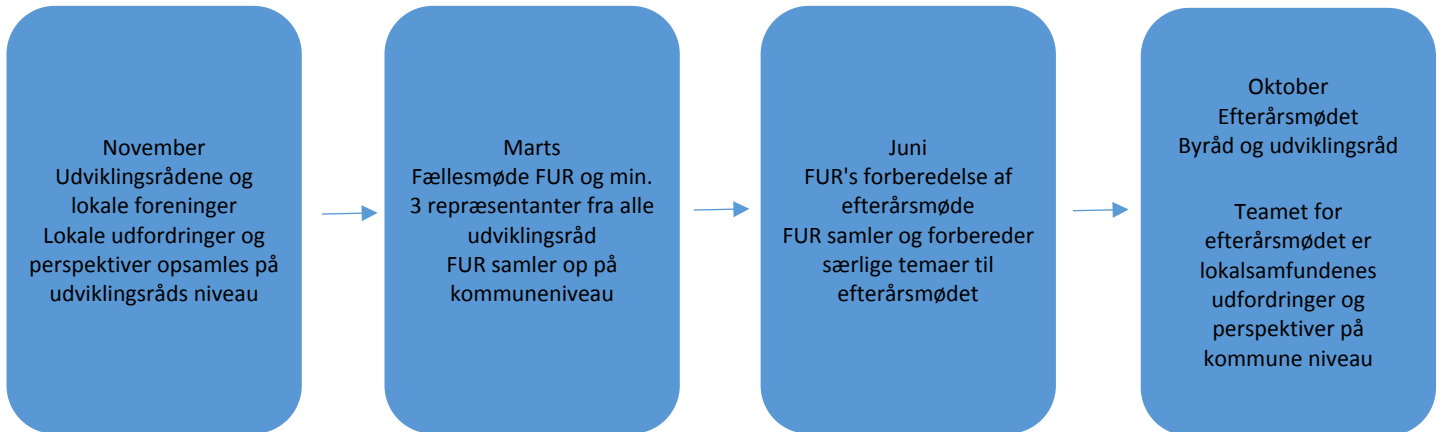 November
Udviklingsrådene og
lokale foreninger
Lokale udfordringer og
perspektiver opsamles på
udviklingsråds niveau
Marts
Fællesmøde FUR og min.
3 repræsentanter fra alle
udviklingsråd
FUR samler op på
kommuneniveau
Juni
FUR's forberedelse af
efterårsmøde
FUR samler og forbereder
særlige temaer til
efterårsmødet
Oktober
Efterårsmødet
Byråd og udviklingsråd
Teamet for
efterårsmødet er
lokalsamfundenes
udfordringer og
perspektiver på
kommune niveau